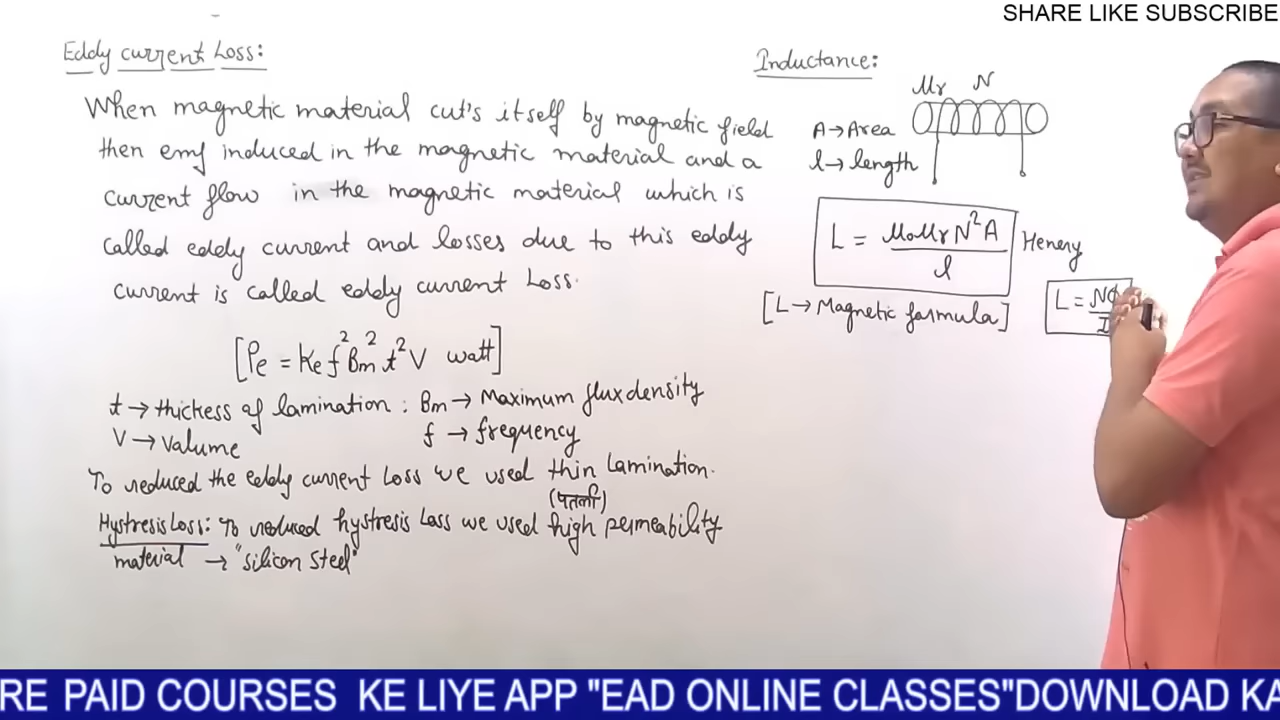 SHARE LIKE SUBSCRIBE
Eddy current Loss:
When magnetic material cut's itself by magnetic field
then emf induced in the magnetic material and a
current flow in the magnetic material which is
called eddy current and losses due to this eddy
current is called eddy current Loss.
[Pe = Ke f² Bm² t² V watt]
t → thickess of lamination : Bm → Maximum flux density
V → Valume f → frequency
To reduced the eddy current Loss we used thin Lamination.
(पतली)
Hystresis Loss: To reduced hystresis Loss we used high permeability
material → "silicon steel"
Inductance:
Mr N
A → Area
l → length
L = μoμrN²A / l Henery
[L → Magnetic formula]
L = Nϕ / I
RE PAID COURSES KE LIYE APP "EAD ONLINE CLASSES"DOWNLOAD KA